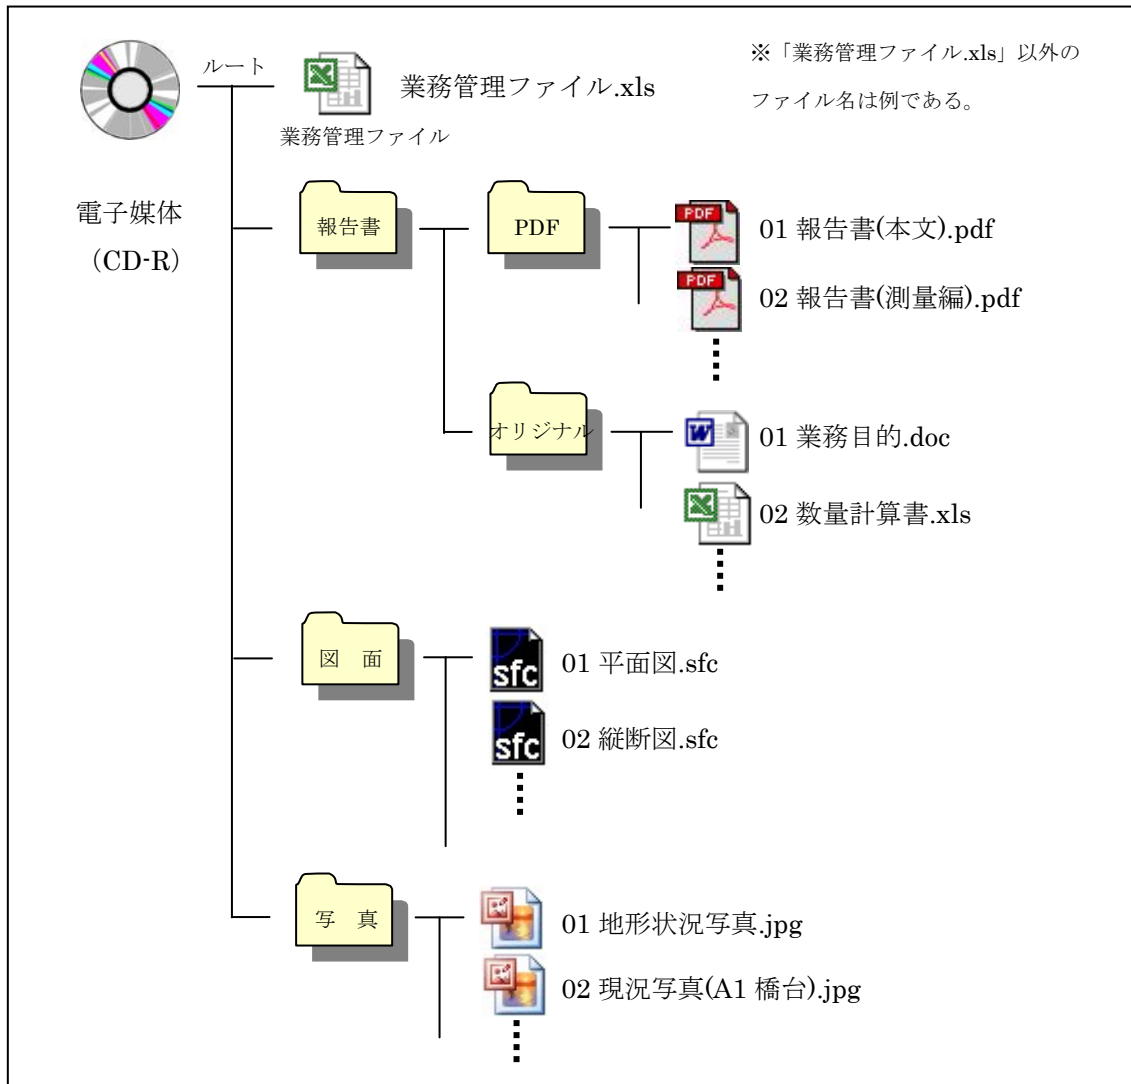 ルート
業務管理ファイル.xls
業務管理ファイル
※「業務管理ファイル.xls」以外の
ファイル名は例である。
電子媒体
（CD-R）
報告書
PDF
PDF
01 報告書(本文).pdf
PDF
02 報告書(測量編).pdf
オリジナル
W
01 業務目的.doc
02 数量計算書.xls
図 面
sfc
01 平面図.sfc
sfc
02 縦断図.sfc
写 真
01 地形状況写真.jpg
02 現況写真(A1 橋台).jpg